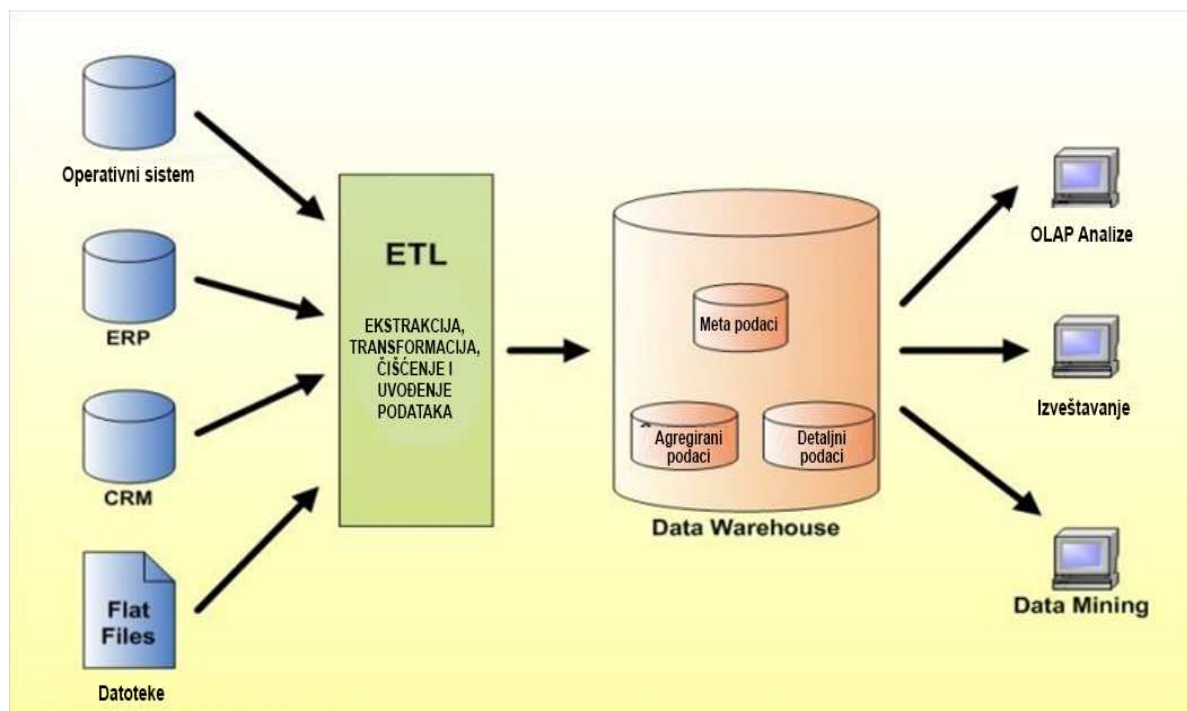 Operativni sistem
ERP
CRM
Flat
Files
Datoteke
ETL
EKSTRAKCIJA,
TRANSFORMACIJA,
ČIŠĆENJE I
UVOĐENJE
PODATAKA
Meta podaci
Agregirani
podaci
Detaljni
podaci
Data Warehouse
OLAP Analize
Izveštavanje
Data Mining